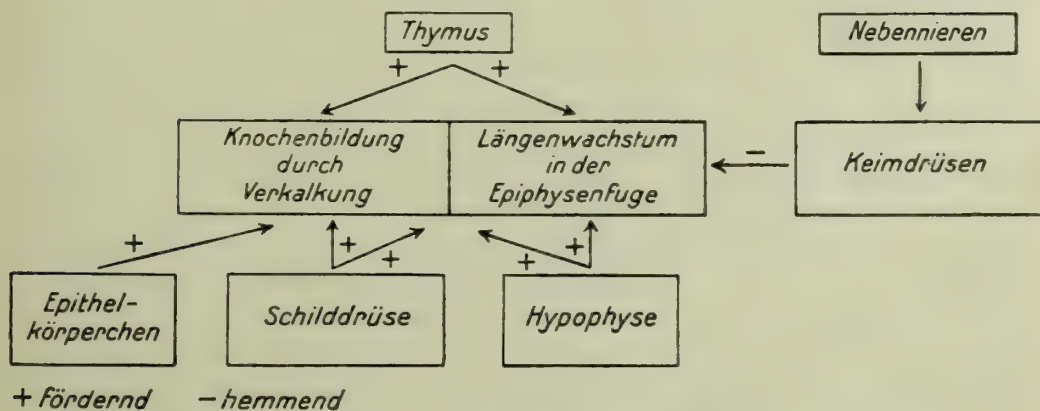 Thymus
Nebennieren
+ +
Knochenbildung
durch
Verkalkung
Längenwachstum
in der
Epiphysenfuge
−
Keimdrüsen
+
+
+
+
+
Epithel-
körperchen
Schilddrüse
Hypophyse
+ fördernd − hemmend